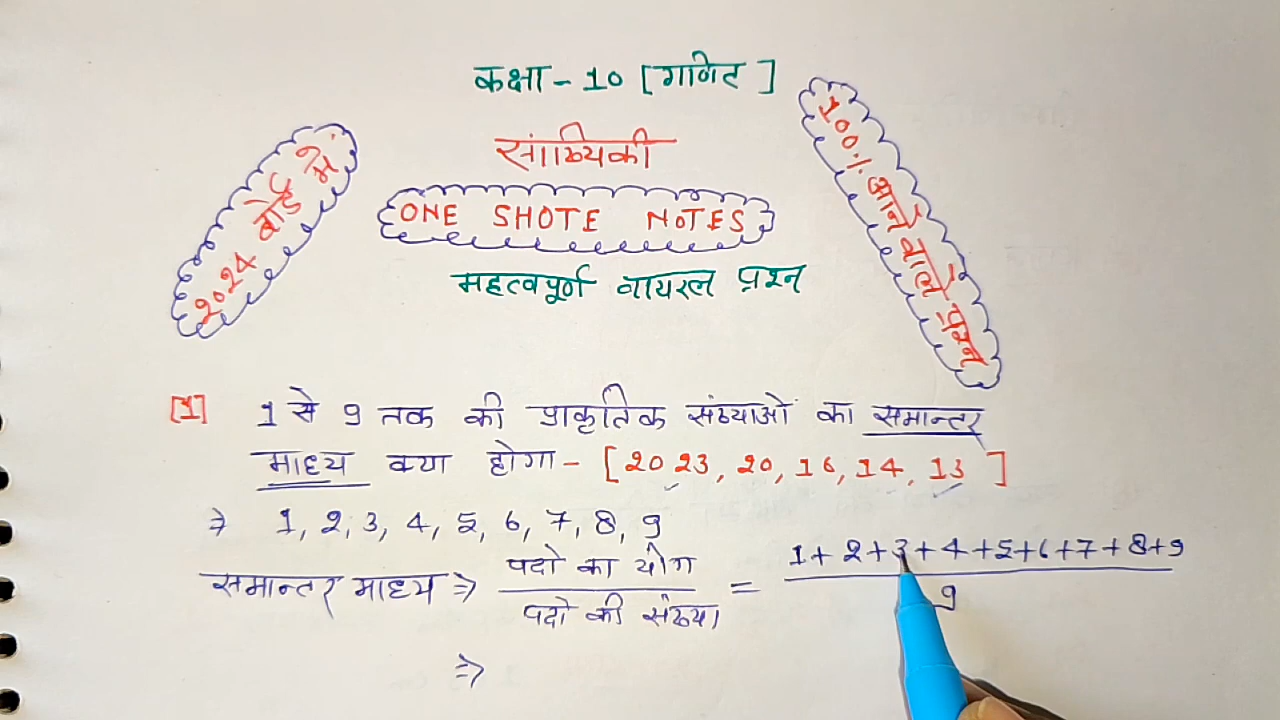 कक्षा - 10 [गणित]
सांख्यिकी
ONE SHOTE NOTES
महत्वपूर्ण वायरल प्रश्न
2024 बोर्ड में
100% आने वाले प्रश्न
[1] 1 से 9 तक की प्राकृतिक संख्याओं का समान्तर
माध्य क्या होगा - [2023, 20, 16, 14, 13]
⇒ 1, 2, 3, 4, 5, 6, 7, 8, 9
समान्तर माध्य ⇒ पदो का योग / पदो की संख्या = 1+2+3+4+5+6+7+8+9 / 9
⇒